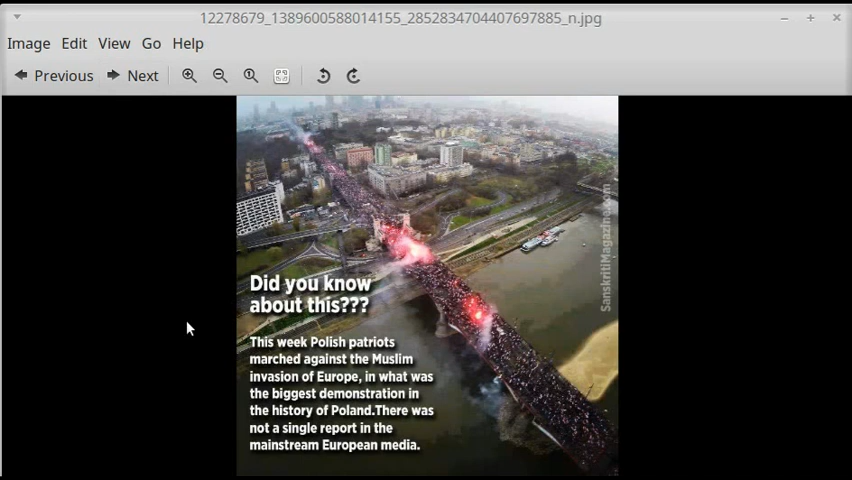 12278679_1389600588014155_2852834704407697885_n.jpg
Image Edit View Go Help
Previous Next
SanskritiMagazine.com
Did you know
about this???
This week Polish patriots
marched against the Muslim
invasion of Europe, in what was
the biggest demonstration in
the history of Poland.There was
not a single report in the
mainstream European media.